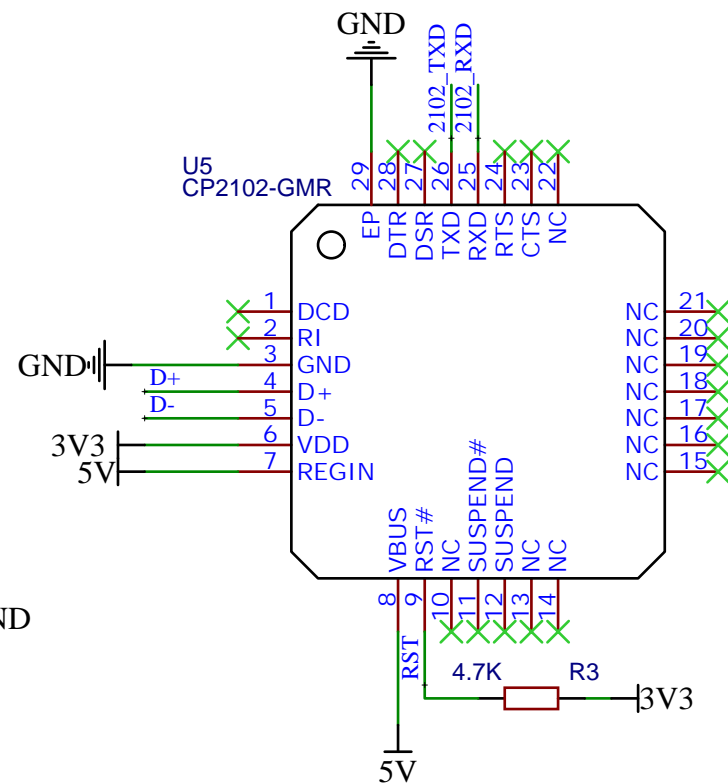 GND
2102_TXD
2102_RXD
U5
CP2102-GMR
29
28
27
26
25
24
23
22
EP
DTR
DSR
TXD
RXD
RTS
CTS
NC
1 DCD
2 RI
GND 3 GND
D+ 4 D+
D- 5 D-
3V3 6 VDD
5V 7 REGIN
NC 21
NC 20
NC 19
NC 18
NC 17
NC 16
NC 15
VBUS
RST#
NC
SUSPEND#
SUSPEND
NC
NC
8
9
10
11
12
13
14
ND
RST
4.7K R3
3V3
5V